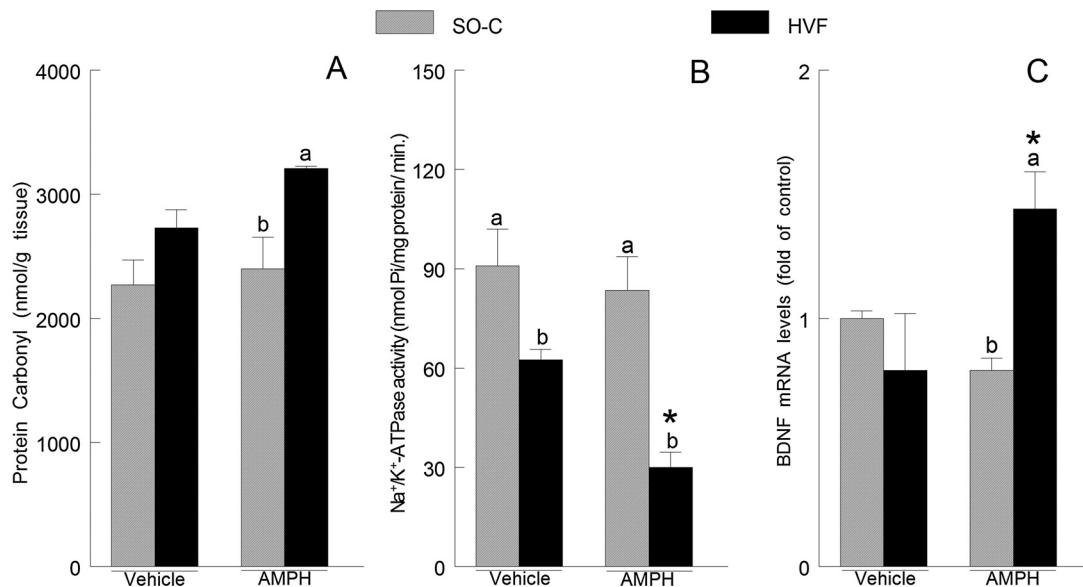 SO-C
HVF
A
Protein Carbonyl (nmol/g tissue)
4000
3000
2000
1000
0
a
b
Vehicle
AMPH
B
Na⁺/K⁺-ATPase activity (nmol Pi/mg protein/ min.)
150
120
90
60
30
0
a
b
a
*
b
Vehicle
AMPH
C
BDNF mRNA levels (fold of control)
2
1
0
*
a
b
Vehicle
AMPH